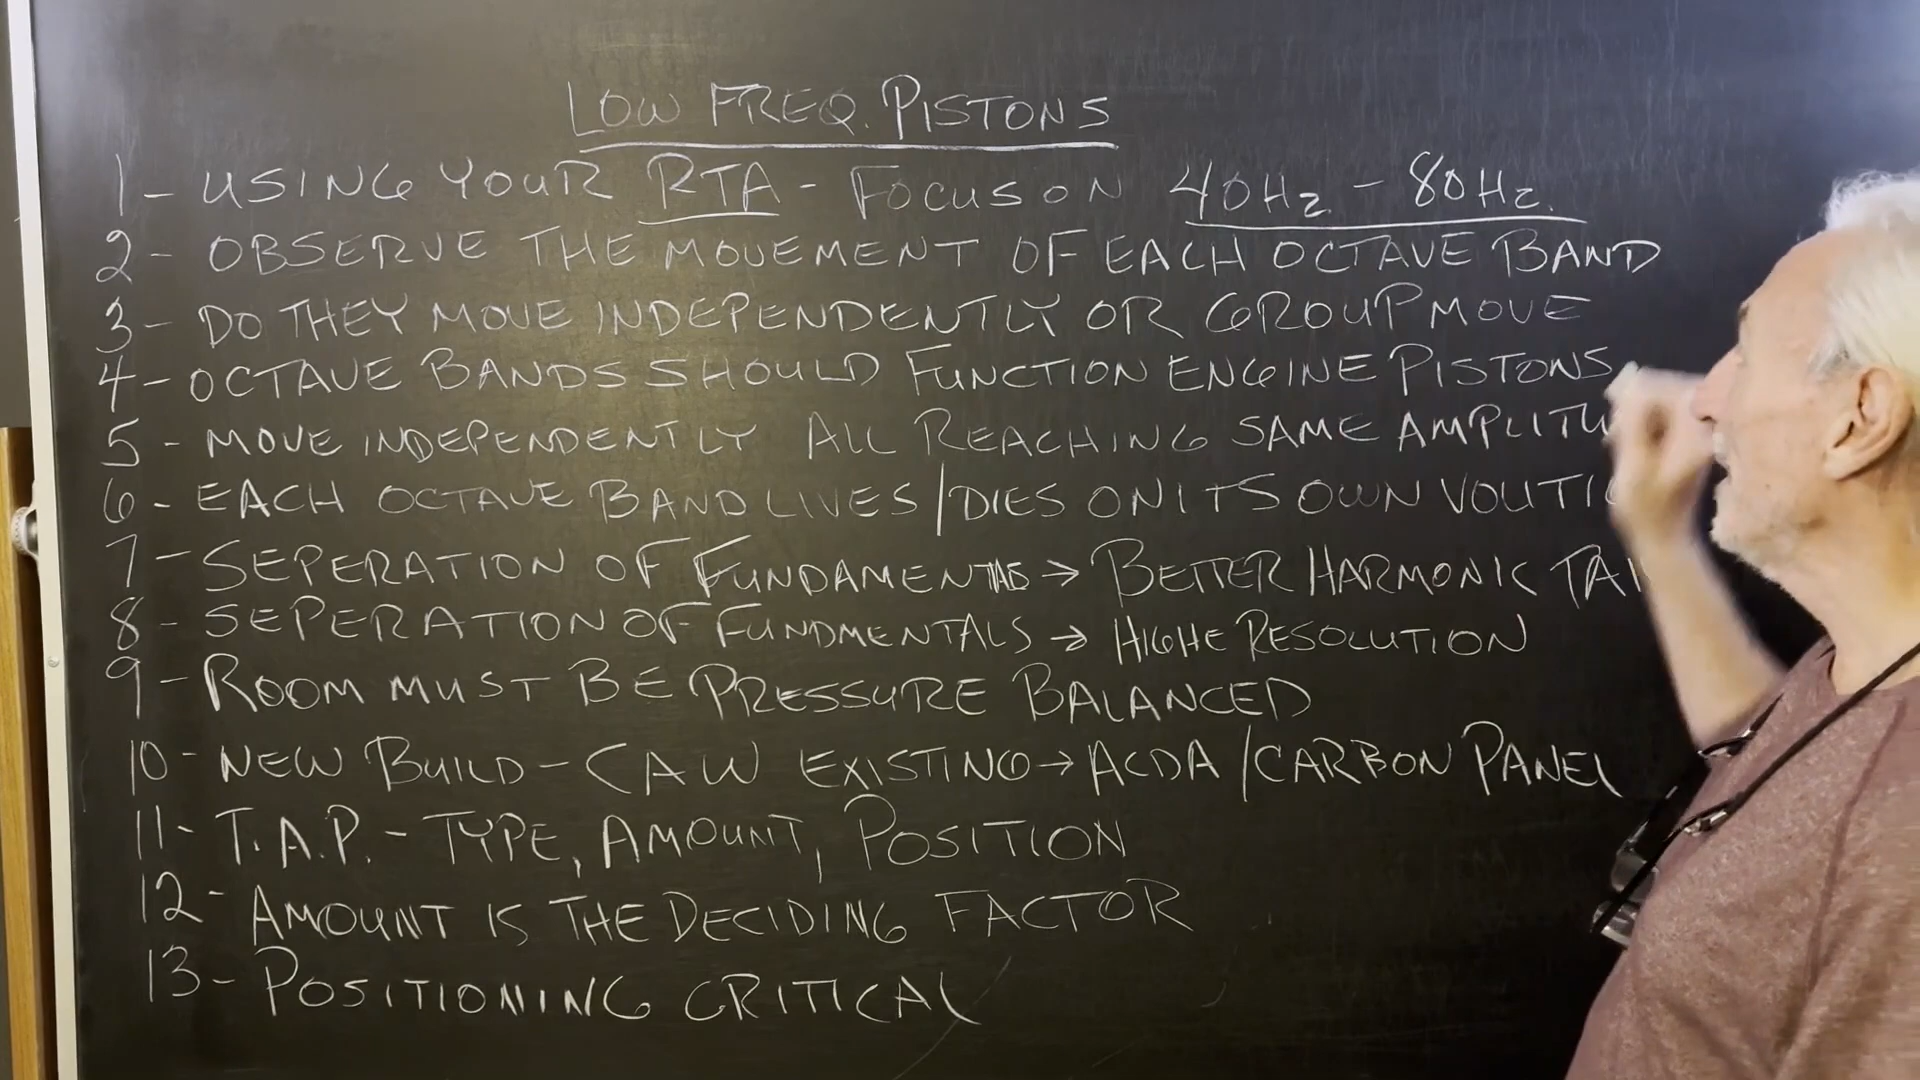 LOW FREQ. PISTONS
1- USING YOUR RTA - FOCUS ON 40Hz - 80Hz.
2- OBSERVE THE MOVEMENT OF EACH OCTAVE BAND
3- DO THEY MOVE INDEPENDENTLY OR GROUP MOVE
4- OCTAVE BANDS SHOULD FUNCTION ENGINE PISTONS
5- MOVE INDEPENDENTLY ALL REACHING SAME AMPLITU
6- EACH OCTAVE BAND LIVES/DIES ON ITS OWN VOLITI
7- SEPERATION OF FUNDAMENTALS → BETTER HARMONIC TAI
8- SEPERATION OF FUNDMENTALS → HIGHE RESOLUTION
9- ROOM MUST BE PRESSURE BALANCED
10- NEW BUILD - CAW EXISTING → ACDA/CARBON PANEL
11- T.A.P. - TYPE, AMOUNT, POSITION
12- AMOUNT IS THE DECIDING FACTOR
13- POSITIONING CRITICAL